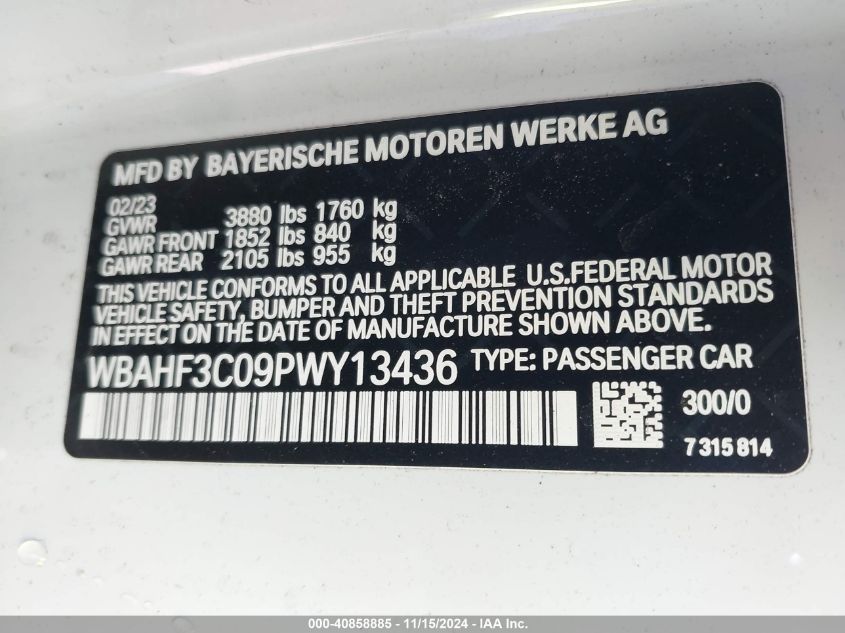 MFD BY BAYERISCHE MOTOREN WERKE AG
02/23
GVWR 3880 lbs 1760 kg
GAWR FRONT 1852 lbs 840 kg
GAWR REAR 2105 lbs 955 kg
THIS VEHICLE CONFORMS TO ALL APPLICABLE U.S.FEDERAL MOTOR
VEHICLE SAFETY, BUMPER AND THEFT PREVENTION STANDARDS
IN EFFECT ON THE DATE OF MANUFACTURE SHOWN ABOVE.
WBAHF3C09PWY13436 TYPE: PASSENGER CAR
300/0
7315814
000-40858885 - 11/15/2024 - IAA Inc.